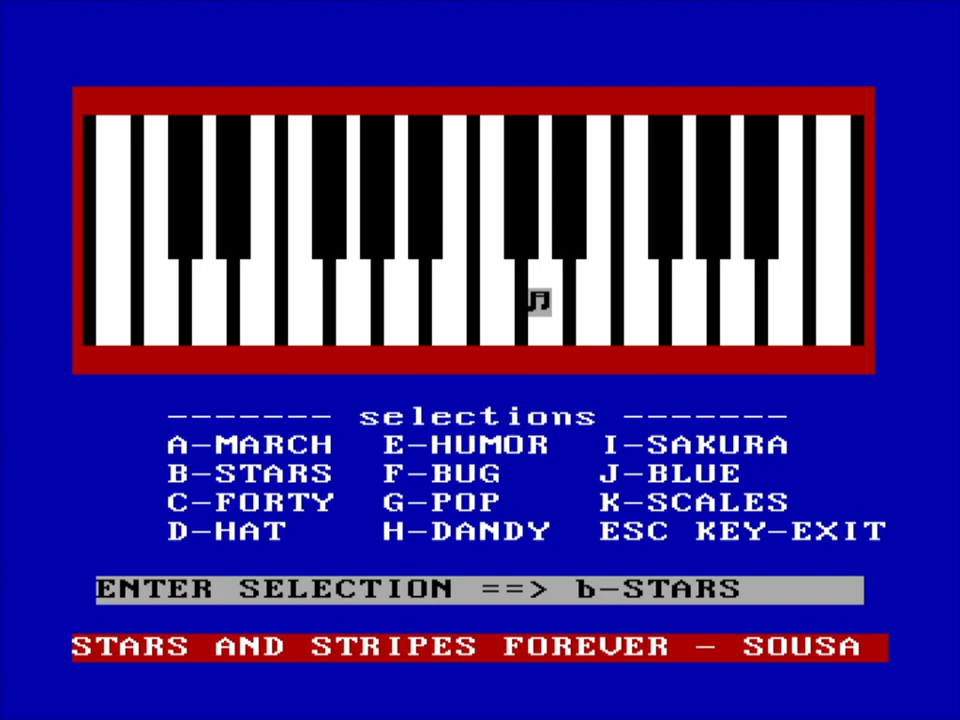 ------- selections -------
A-MARCH E-HUMOR I-SAKURA
B-STARS F-BUG J-BLUE
C-FORTY G-POP K-SCALES
D-HAT H-DANDY ESC KEY-EXIT
ENTER SELECTION ==> b-STARS
STARS AND STRIPES FOREVER - SOUSA